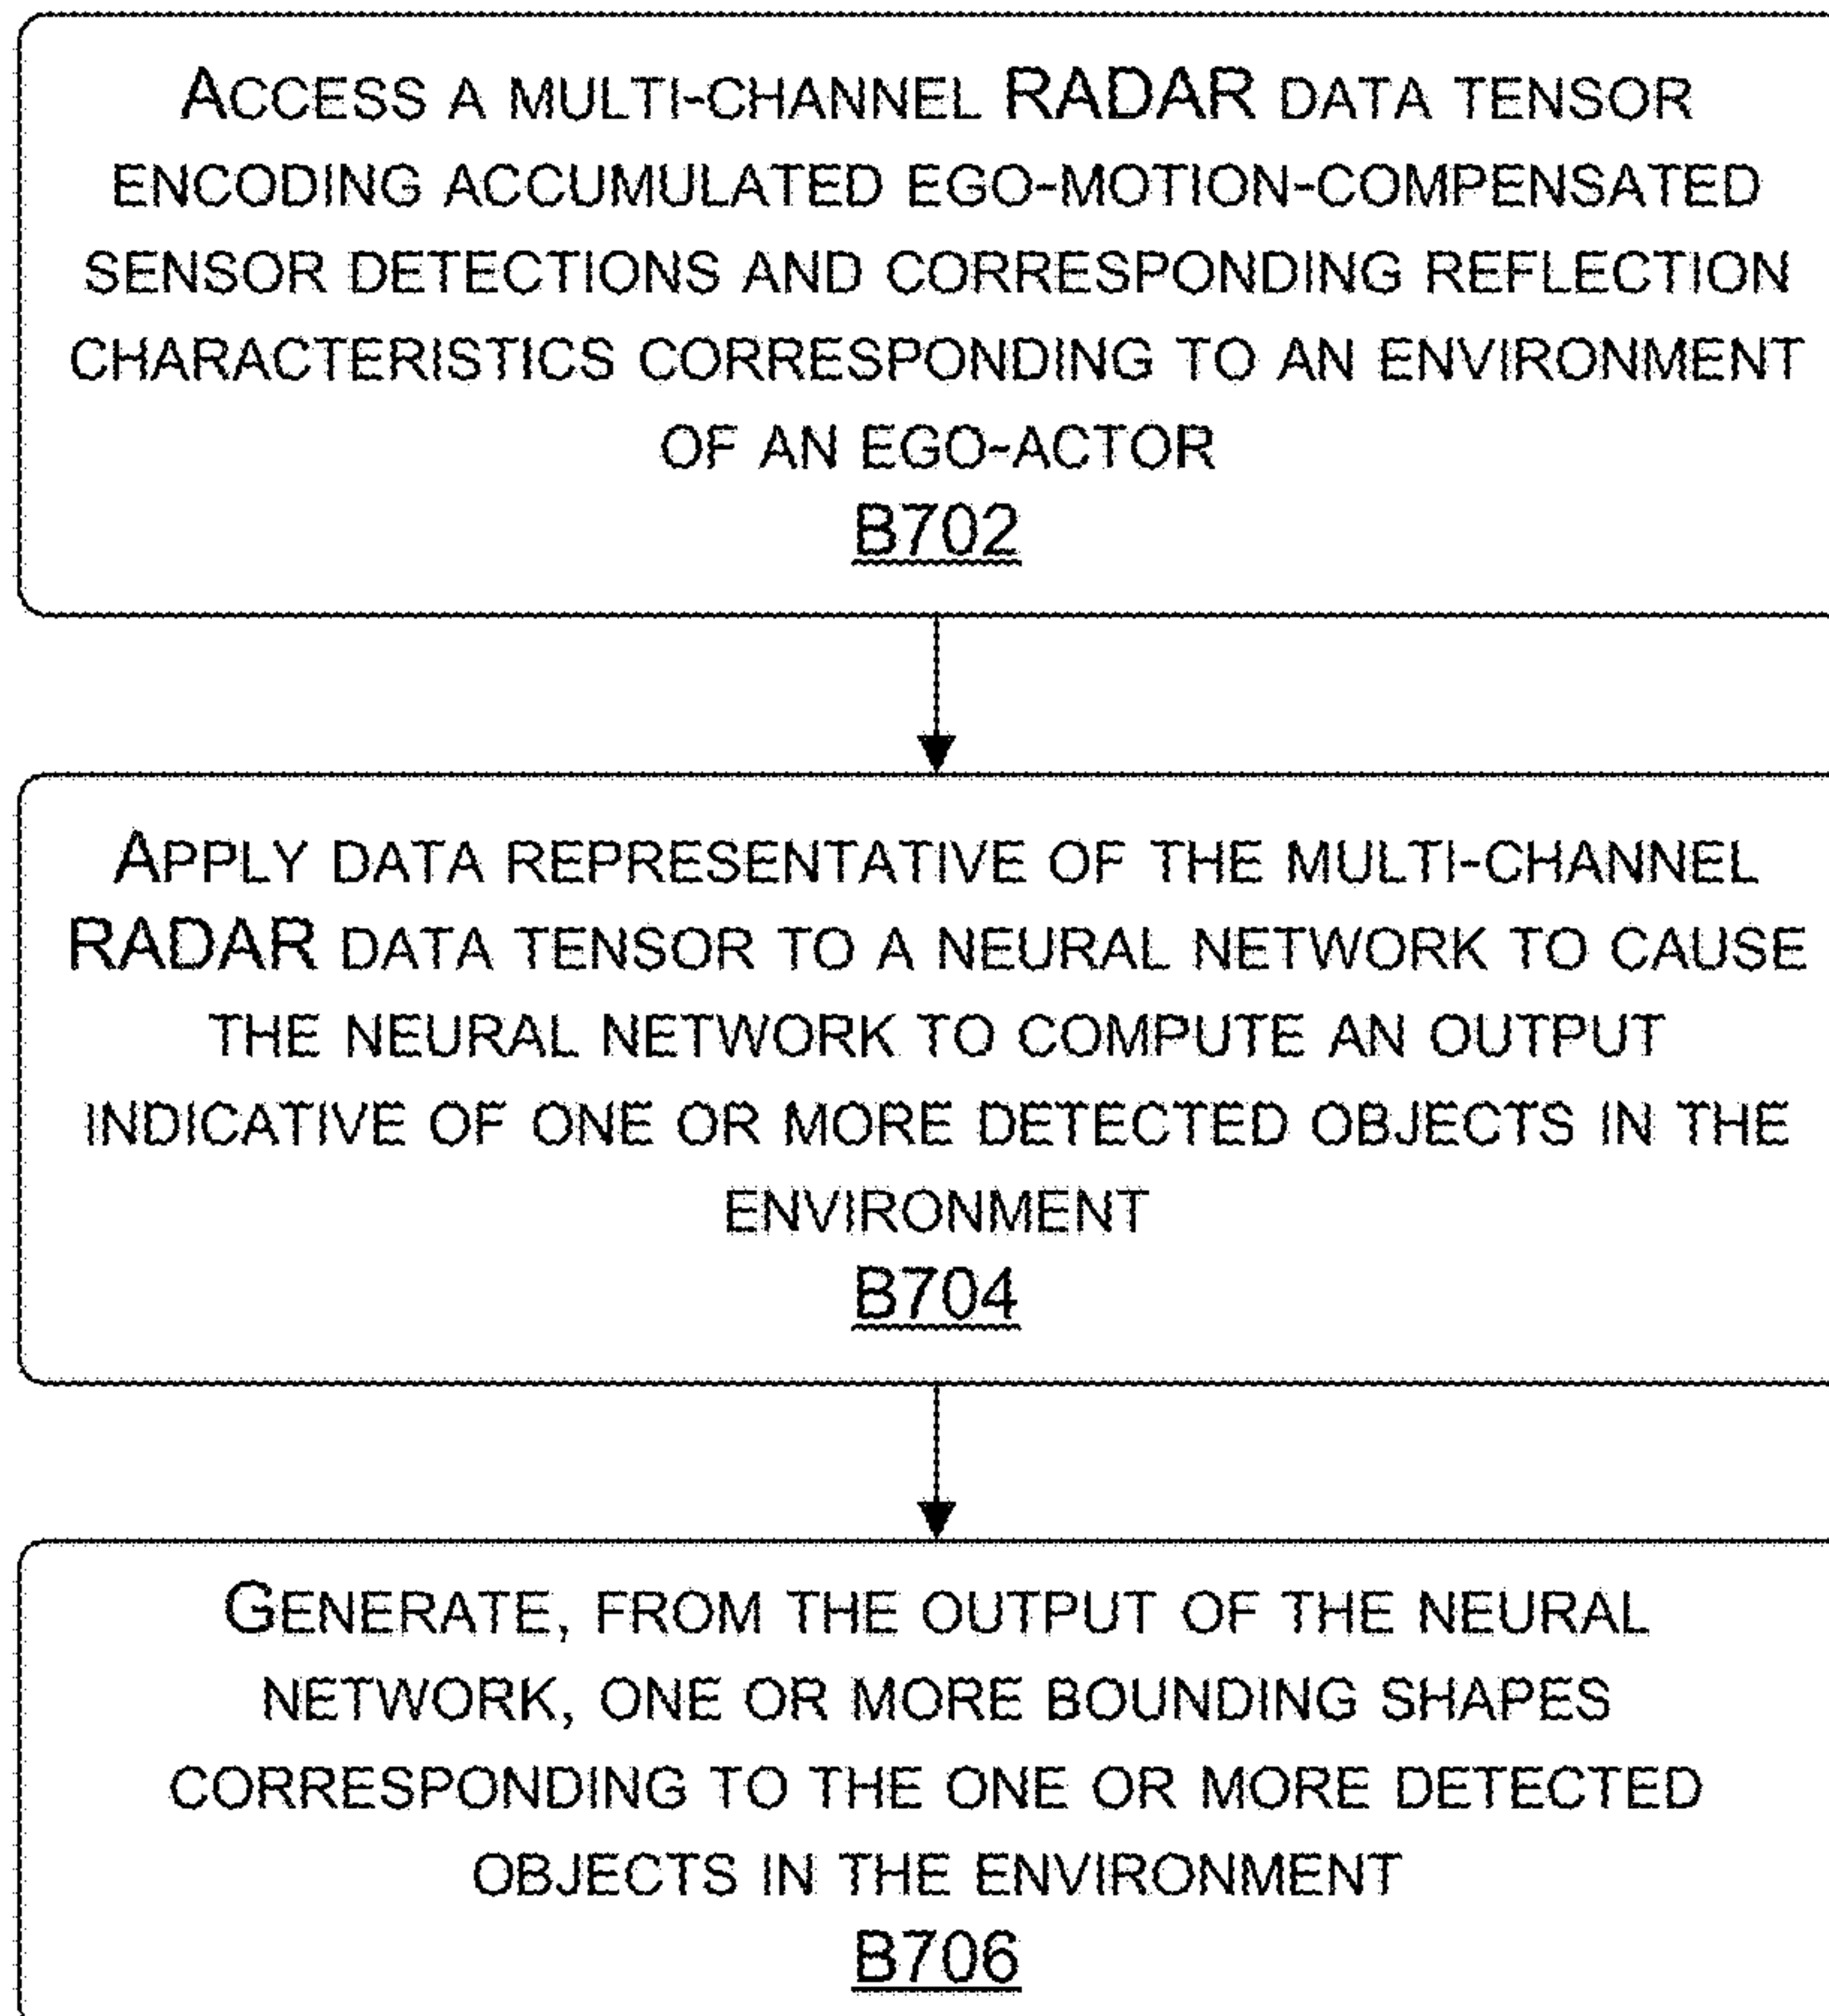 ACCESS A MULTI-CHANNEL RADAR DATA TENSOR
ENCODING ACCUMULATED EGO-MOTION-COMPENSATED
SENSOR DETECTIONS AND CORRESPONDING REFLECTION
CHARACTERISTICS CORRESPONDING TO AN ENVIRONMENT
OF AN EGO-ACTOR
B702
APPLY DATA REPRESENTATIVE OF THE MULTI-CHANNEL
RADAR DATA TENSOR TO A NEURAL NETWORK TO CAUSE
THE NEURAL NETWORK TO COMPUTE AN OUTPUT
INDICATIVE OF ONE OR MORE DETECTED OBJECTS IN THE
ENVIRONMENT
B704
GENERATE, FROM THE OUTPUT OF THE NEURAL
NETWORK, ONE OR MORE BOUNDING SHAPES
CORRESPONDING TO THE ONE OR MORE DETECTED
OBJECTS IN THE ENVIRONMENT
B706